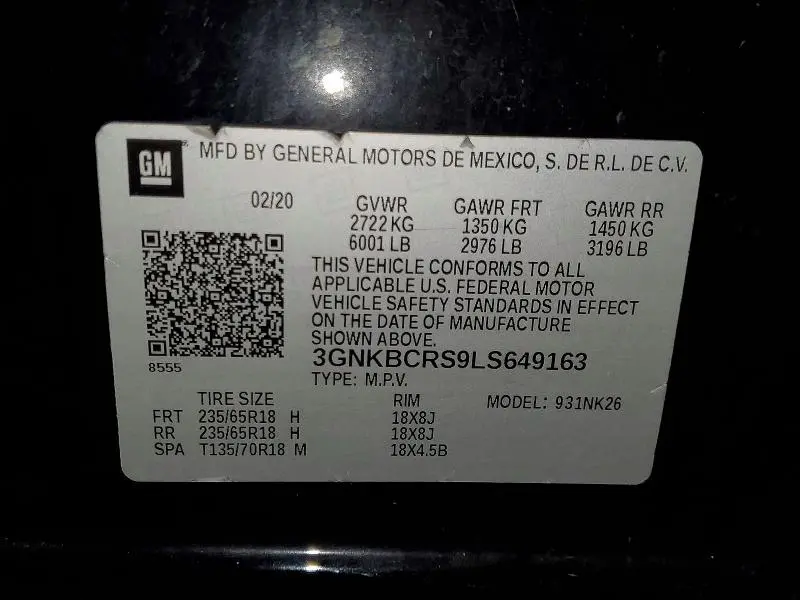 GM MFD BY GENERAL MOTORS DE MEXICO, S. DE R.L. DE C.V.
02/20 GVWR GAWR FRT GAWR RR
2722 KG 1350 KG 1450 KG
6001 LB 2976 LB 3196 LB
THIS VEHICLE CONFORMS TO ALL
APPLICABLE U.S. FEDERAL MOTOR
VEHICLE SAFETY STANDARDS IN EFFECT
ON THE DATE OF MANUFACTURE
SHOWN ABOVE.
8555
3GNKBCRS9LS649163
TYPE: M.P.V.
TIRE SIZE RIM MODEL: 931NK26
FRT 235/65R18 H 18X8J
RR 235/65R18 H 18X8J
SPA T135/70R18 M 18X4.5B